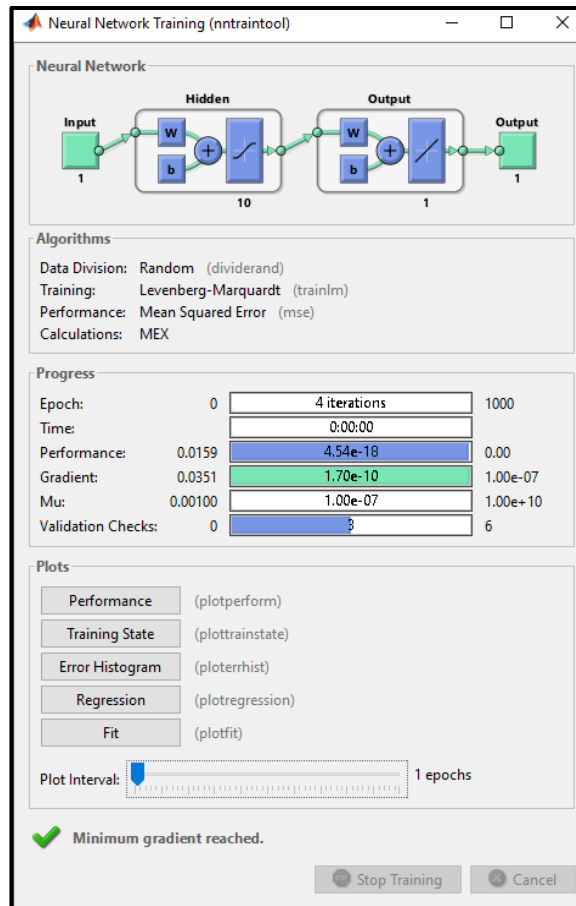 Neural Network Training (nntraintool)
Neural Network
Hidden Output
Input Output
W W
b b
1 10 1 1
Algorithms
Data Division: Random (dividerand)
Training: Levenberg-Marquardt (trainlm)
Performance: Mean Squared Error (mse)
Calculations: MEX
Progress
Epoch: 0 4 iterations 1000
Time: 0:00:00
Performance: 0.0159 4.54e-18 0.00
Gradient: 0.0351 1.70e-10 1.00e-07
Mu: 0.00100 1.00e-07 1.00e+10
Validation Checks: 0 3 6
Plots
Performance (plotperform)
Training State (plottrainstate)
Error Histogram (ploterrhist)
Regression (plotregression)
Fit (plotfit)
Plot Interval: 1 epochs
Minimum gradient reached.
Stop Training Cancel